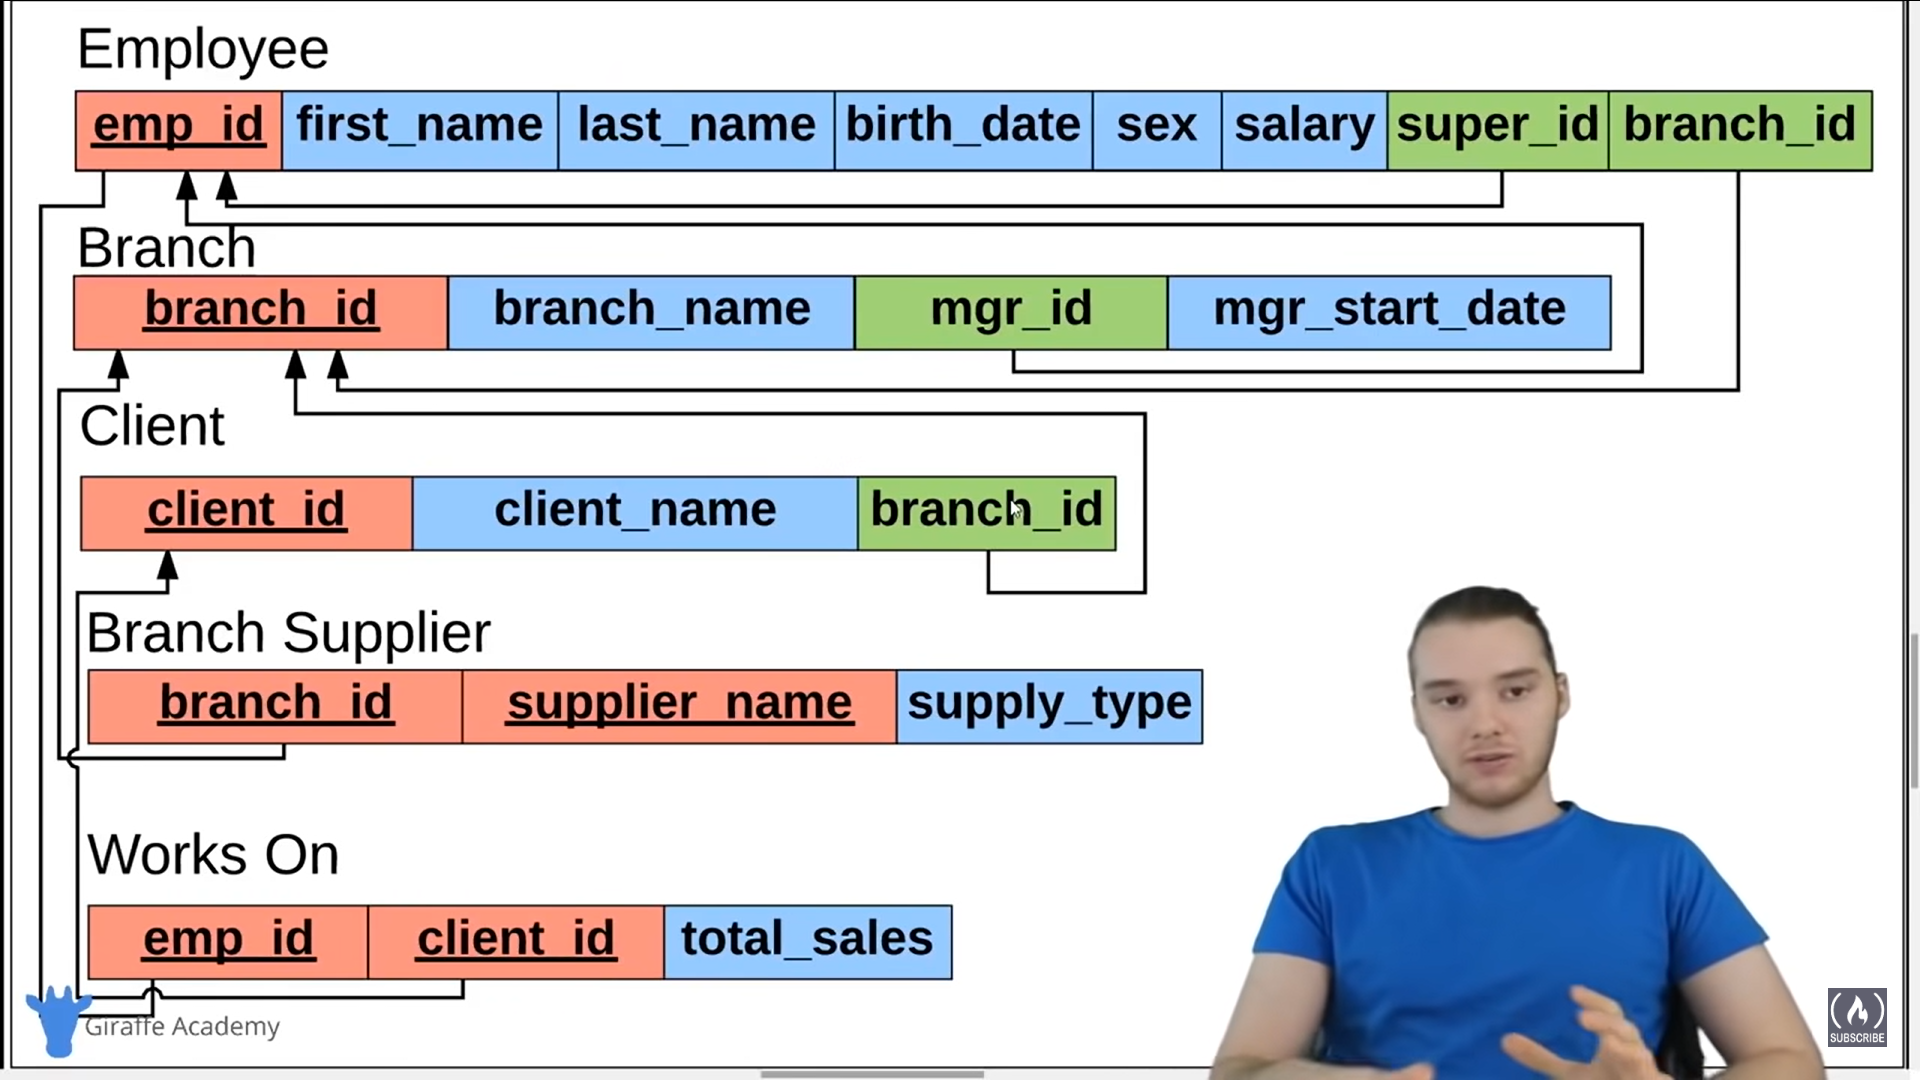 Employee
emp_id first_name last_name birth_date sex salary super_id branch_id
Branch
branch_id branch_name mgr_id mgr_start_date
Client
client_id client_name branch_id
Branch Supplier
branch_id supplier_name supply_type
Works On
emp_id client_id total_sales
Giraffe Academy
SUBSCRIBE